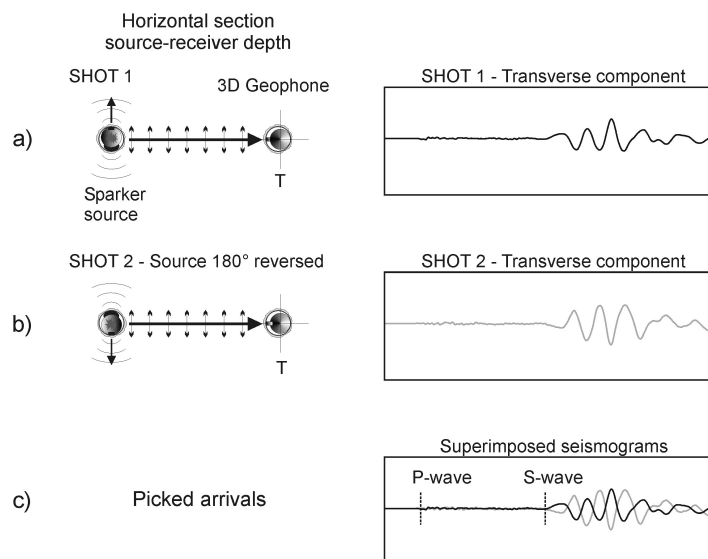 Horizontal section
source-receiver depth
SHOT 1
3D Geophone
SHOT 1 - Transverse component
a)
T
Sparker
source
SHOT 2 - Source 180° reversed
SHOT 2 - Transverse component
b)
T
Superimposed seismograms
P-wave
S-wave
c)
Picked arrivals